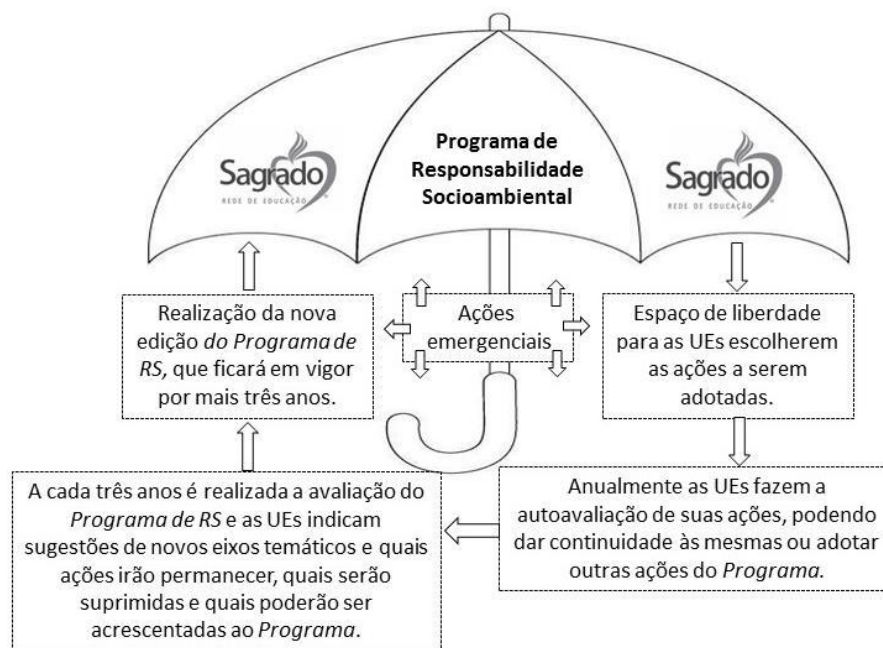 Sagrado
REDE DE EDUCAÇÃO
Programa de
Responsabilidade
Socioambiental
Sagrado
REDE DE EDUCAÇÃO
Realização da nova
edição do Programa de
RS, que ficará em vigor
por mais três anos.
Ações
emergenciais
Espaço de liberdade
para as UEs escolherem
as ações a serem
adotadas.
A cada três anos é realizada a avaliação do
Programa de RS e as UEs indicam
sugestões de novos eixos temáticos e quais
ações irão permanecer, quais serão
suprimidas e quais poderão ser
acrescentadas ao Programa.
Anualmente as UEs fazem a
autoavaliação de suas ações, podendo
dar continuidade às mesmas ou adotar
outras ações do Programa.